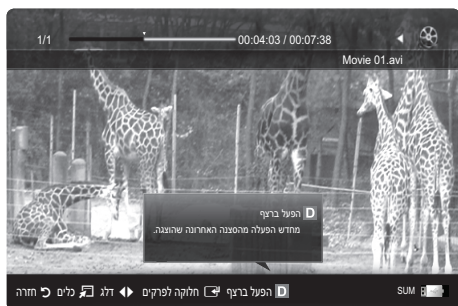 1/1 00:04:03 / 00:07:38
Movie 01.avi
D הפעל ברצף
מחדש הפעלה מהסצנה האחרונה שהוצגה.
SUM D הפעל ברצף חלוקה לפרקים דלג כלים חזרה